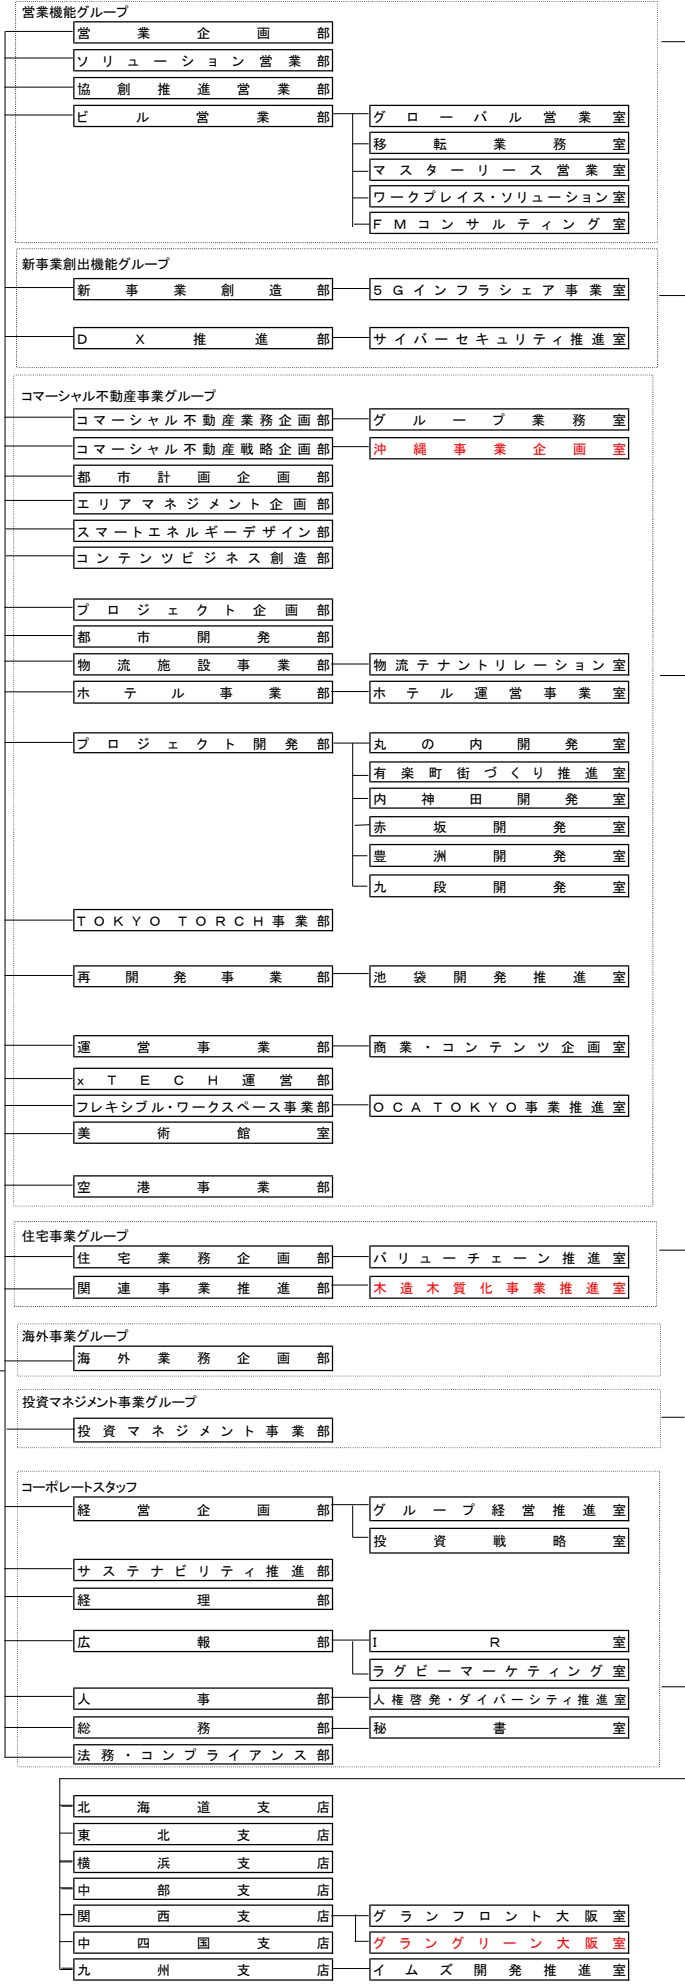 営業機能グループ
営業企画部
ソリューション営業部
協創推進営業部
ビル営業部 グローバル営業室
移転業務室
マスターリース営業室
ワークプレイス・ソリューション室
FMコンサルティング室
新事業創出機能グループ
新事業創造部 5Gインフラシェア事業室
DX推進部 サイバーセキュリティ推進室
コマーシャル不動産事業グループ
コマーシャル不動産業務企画部 グループ業務室
コマーシャル不動産戦略企画部 沖縄事業企画室
都市計画企画部
エリアマネジメント企画部
スマートエネルギーデザイン部
コンテンツビジネス創造部
プロジェクト企画部
都市開発部
物流施設事業部 物流テナントリレーション室
ホテル事業部 ホテル運営事業室
プロジェクト開発部 丸の内開発室
有楽町街づくり推進室
内神田開発室
赤坂開発室
豊洲開発室
九段開発室
TOKYO TORCH事業部
再開発事業部 池袋開発推進室
運営事業部 商業・コンテンツ企画室
xTECH運営部
フレキシブル・ワークスペース事業部 OCA TOKYO事業推進室
美術館室
空港事業部
住宅事業グループ
住宅業務企画部 バリューチェーン推進室
関連事業推進部 木造木質化事業推進室
海外事業グループ
海外業務企画部
投資マネジメント事業グループ
投資マネジメント事業部
コーポレートスタッフ
経営企画部 グループ経営推進室
投資戦略室
サステナビリティ推進部
経理部
広報部 IR室
ラグビーマーケティング室
人事部 人権啓発・ダイバーシティ推進室
総務部 秘書室
法務・コンプライアンス部
北海道支店
東北支店
横浜支店
中部支店
関西支店 グランフロント大阪室
中四国支店 グラングリーン大阪室
九州支店 イムズ開発推進室